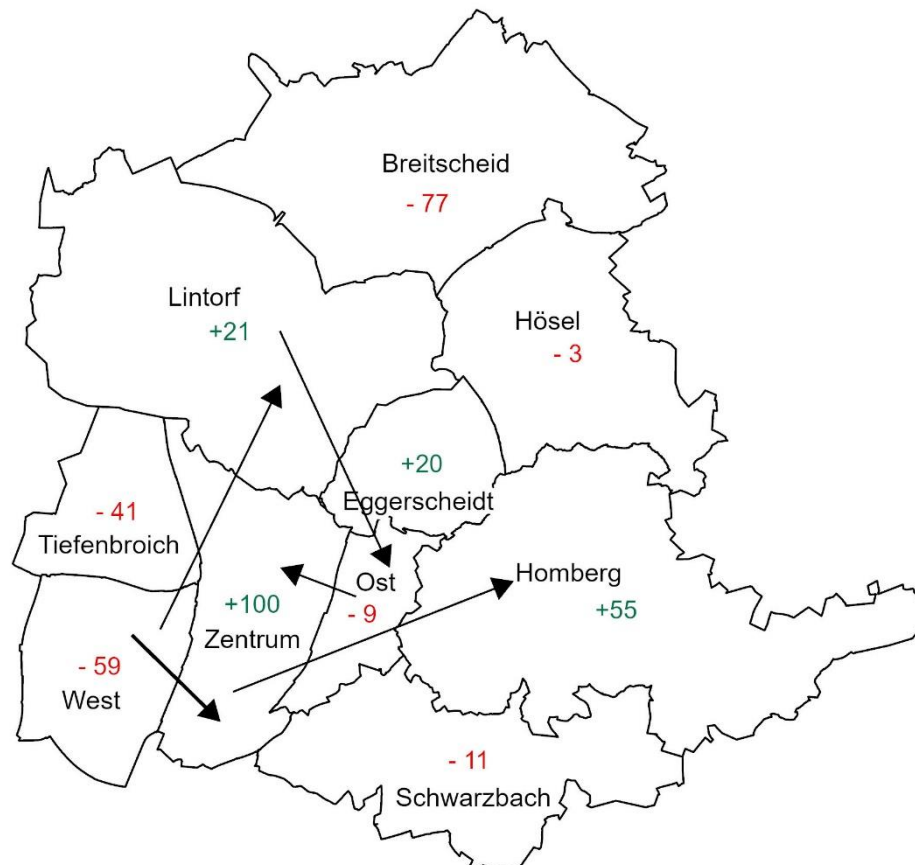 Breitscheid
- 77
Lintorf
+21
Hösel
- 3
+20
Eggerscheidt
- 41
Tiefenbroich
Ost
- 9
Homberg
+55
+100
Zentrum
- 59
West
- 11
Schwarzbach